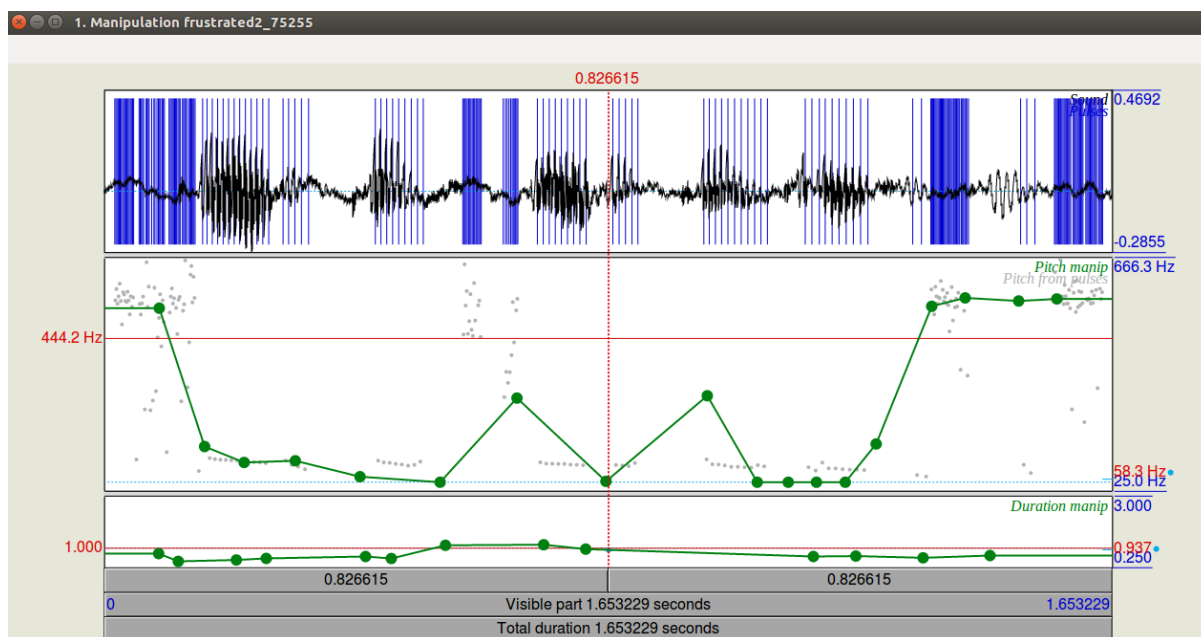 1. Manipulation frustrated2_75255
0.826615
Sound
0.4692
Pulses
-0.2855
Pitch manip
666.3 Hz
Pitch from pulses
444.2 Hz
58.3 Hz
25.0 Hz
Duration manip
3.000
1.000
0.937
0.250
0.826615 0.826615
0 Visible part 1.653229 seconds 1.653229
Total duration 1.653229 seconds